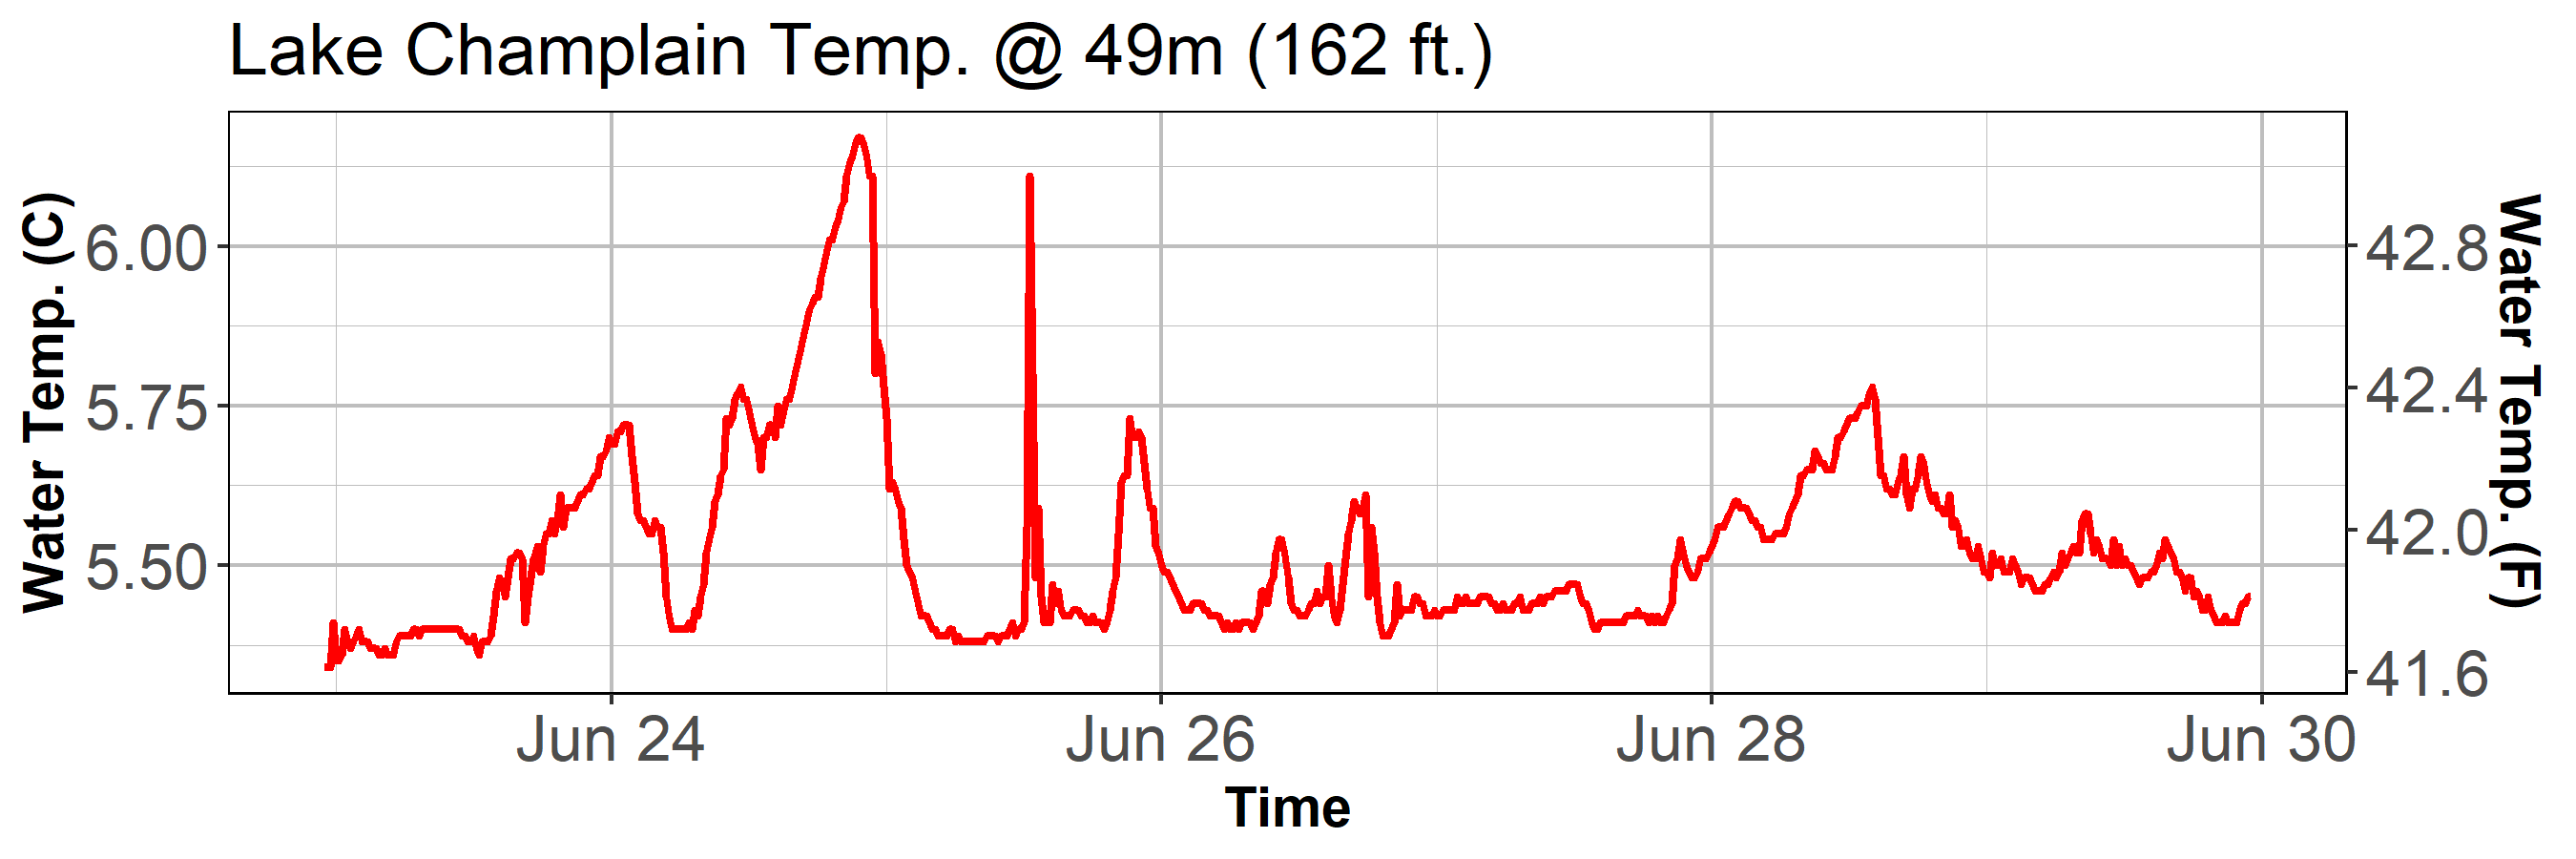 Lake Champlain Temp. @ 49m (162 ft.)
Water Temp. (C)
6.00
5.75
5.50
42.8
42.4
42.0
41.6
Water Temp. (F)
Jun 24
Jun 26
Jun 28
Jun 30
Time